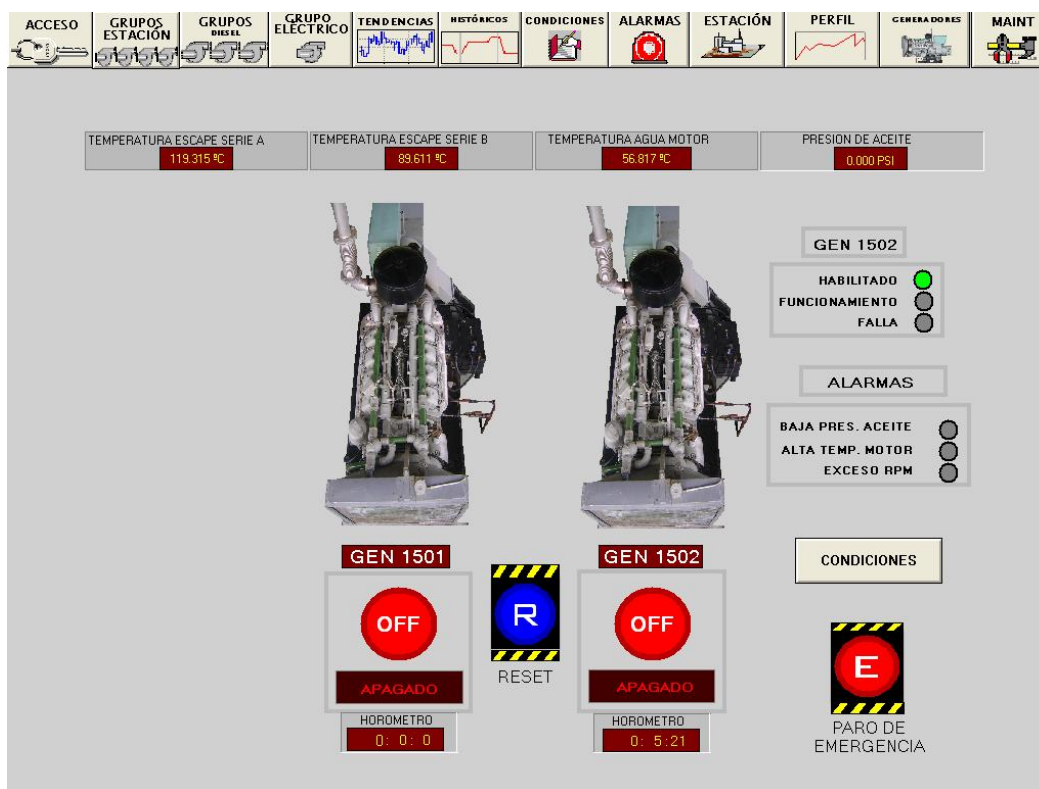 ACCESO
GRUPOS
ESTACIÓN
GRUPOS
DIESEL
GRUPO
ELÉCTRICO
TENDENCIAS
HISTÓRICOS
CONDICIONES
ALARMAS
ESTACIÓN
PERFIL
GENERADORES
MAINT
TEMPERATURA ESCAPE SERIE A
119.315 ºC
TEMPERATURA ESCAPE SERIE B
89.611 ºC
TEMPERATURA AGUA MOTOR
56.817 ºC
PRESION DE ACEITE
0.000 PSI
GEN 1502
HABILITADO
FUNCIONAMIENTO
FALLA
ALARMAS
BAJA PRES. ACEITE
ALTA TEMP. MOTOR
EXCESO RPM
CONDICIONES
GEN 1501
OFF
APAGADO
HOROMETRO
0: 0: 0
R
RESET
GEN 1502
OFF
APAGADO
HOROMETRO
0: 5:21
E
PARO DE
EMERGENCIA